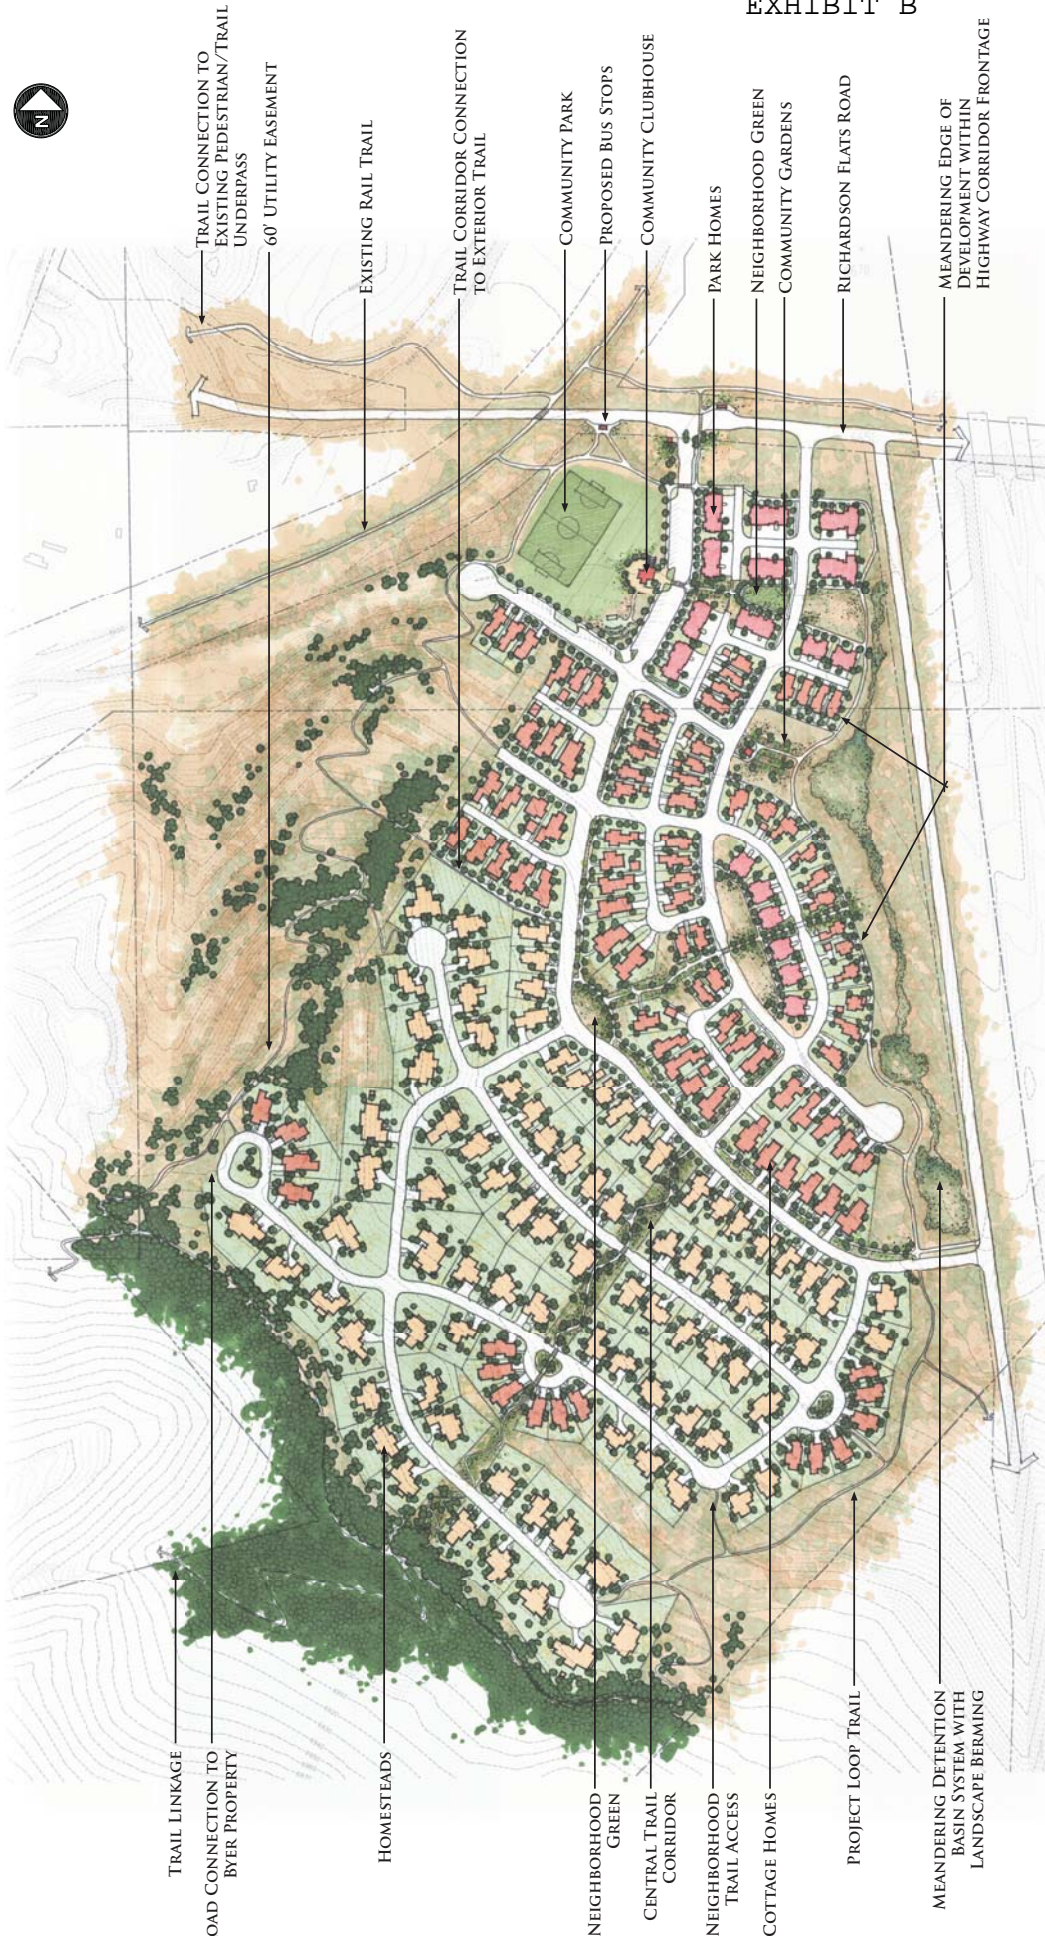 EXHIBIT B
N
TRAIL CONNECTION TO
EXISTING PEDESTRIAN/TRAIL
UNDERPASS
60' UTILITY EASEMENT
EXISTING RAIL TRAIL
TRAIL CORRIDOR CONNECTION
TO EXTERIOR TRAIL
COMMUNITY PARK
PROPOSED BUS STOPS
COMMUNITY CLUBHOUSE
PARK HOMES
NEIGHBORHOOD GREEN
COMMUNITY GARDENS
RICHARDSON FLATS ROAD
MEANDERING EDGE OF
DEVELOPMENT WITHIN
HIGHWAY CORRIDOR FRONTAGE
TRAIL LINKAGE
OAD CONNECTION TO
BYER PROPERTY
HOMESTEADS
NEIGHBORHOOD
GREEN
CENTRAL TRAIL
CORRIDOR
NEIGHBORHOOD
TRAIL ACCESS
COTTAGE HOMES
PROJECT LOOP TRAIL
MEANDERING DETENTION
BASIN SYSTEM WITH
LANDSCAPE BERMING